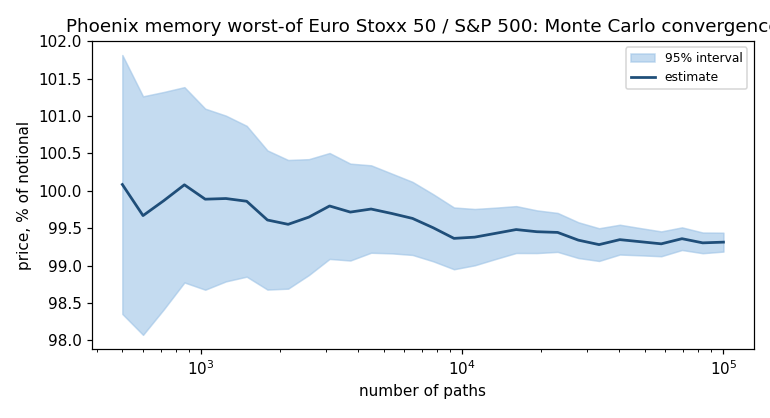 Phoenix memory worst-of Euro Stoxx 50 / S&P 500: Monte Carlo convergenc
102.0
101.5
101.0
100.5
100.0
99.5
99.0
98.5
98.0
price, % of notional
95% interval
estimate
10³
10⁴
10⁵
number of paths